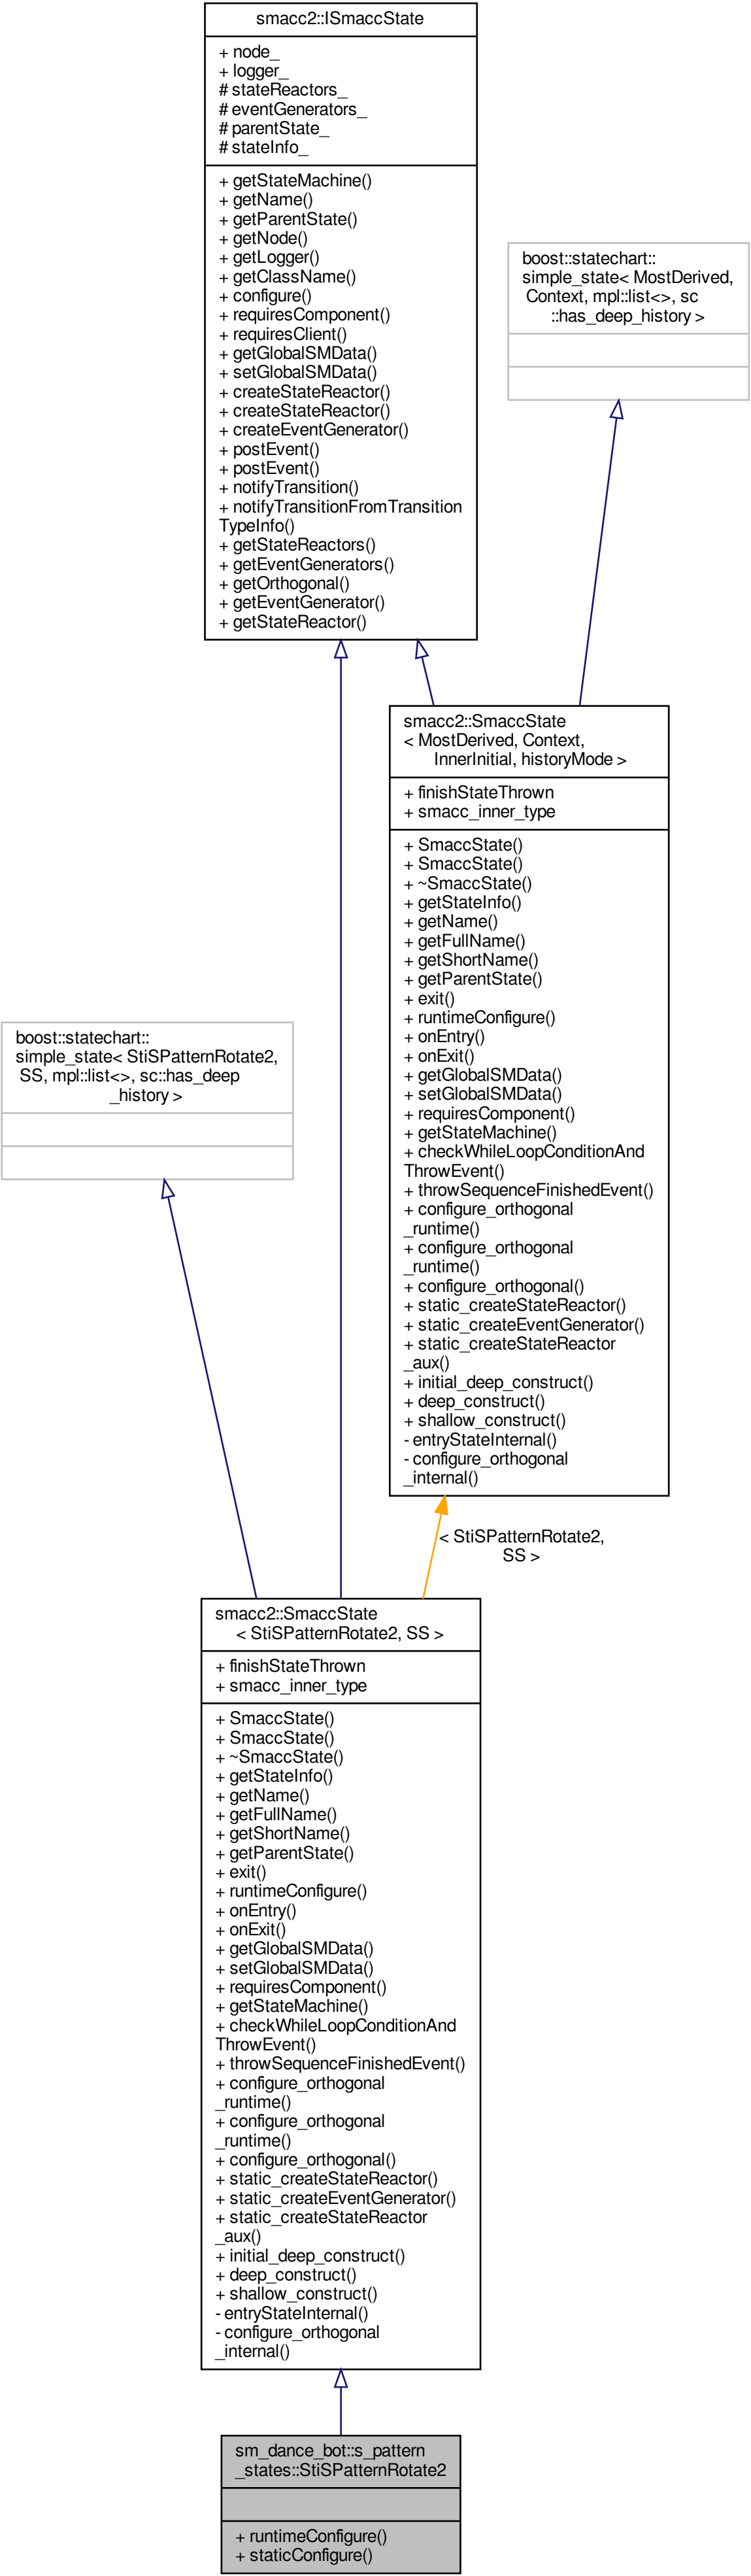 smacc2::ISmaccState
+ node_
+ logger_
# stateReactors_
# eventGenerators_
# parentState_
# stateInfo_
+ getStateMachine()
+ getName()
+ getParentState()
+ getNode()
+ getLogger()
+ getClassName()
+ configure()
+ requiresComponent()
+ requiresClient()
+ getGlobalSMData()
+ setGlobalSMData()
+ createStateReactor()
+ createStateReactor()
+ createEventGenerator()
+ postEvent()
+ postEvent()
+ notifyTransition()
+ notifyTransitionFromTransition
TypeInfo()
+ getStateReactors()
+ getEventGenerators()
+ getOrthogonal()
+ getEventGenerator()
+ getStateReactor()
boost::statechart::
simple_state< MostDerived,
Context, mpl::list<>, sc
::has_deep_history >
smacc2::SmaccState
< MostDerived, Context,
InnerInitial, historyMode >
+ finishStateThrown
+ smacc_inner_type
+ SmaccState()
+ SmaccState()
+ ~SmaccState()
+ getStateInfo()
+ getName()
+ getFullName()
+ getShortName()
+ getParentState()
+ exit()
+ runtimeConfigure()
+ onEntry()
+ onExit()
+ getGlobalSMData()
+ setGlobalSMData()
+ requiresComponent()
+ getStateMachine()
+ checkWhileLoopConditionAnd
ThrowEvent()
+ throwSequenceFinishedEvent()
+ configure_orthogonal
_runtime()
+ configure_orthogonal
_runtime()
+ configure_orthogonal()
+ static_createStateReactor()
+ static_createEventGenerator()
+ static_createStateReactor
_aux()
+ initial_deep_construct()
+ deep_construct()
+ shallow_construct()
- entryStateInternal()
- configure_orthogonal
_internal()
boost::statechart::
simple_state< StiSPatternRotate2,
SS, mpl::list<>, sc::has_deep
_history >
< StiSPatternRotate2,
SS >
smacc2::SmaccState
< StiSPatternRotate2, SS >
+ finishStateThrown
+ smacc_inner_type
+ SmaccState()
+ SmaccState()
+ ~SmaccState()
+ getStateInfo()
+ getName()
+ getFullName()
+ getShortName()
+ getParentState()
+ exit()
+ runtimeConfigure()
+ onEntry()
+ onExit()
+ getGlobalSMData()
+ setGlobalSMData()
+ requiresComponent()
+ getStateMachine()
+ checkWhileLoopConditionAnd
ThrowEvent()
+ throwSequenceFinishedEvent()
+ configure_orthogonal
_runtime()
+ configure_orthogonal
_runtime()
+ configure_orthogonal()
+ static_createStateReactor()
+ static_createEventGenerator()
+ static_createStateReactor
_aux()
+ initial_deep_construct()
+ deep_construct()
+ shallow_construct()
- entryStateInternal()
- configure_orthogonal
_internal()
sm_dance_bot::s_pattern
_states::StiSPatternRotate2
+ runtimeConfigure()
+ staticConfigure()